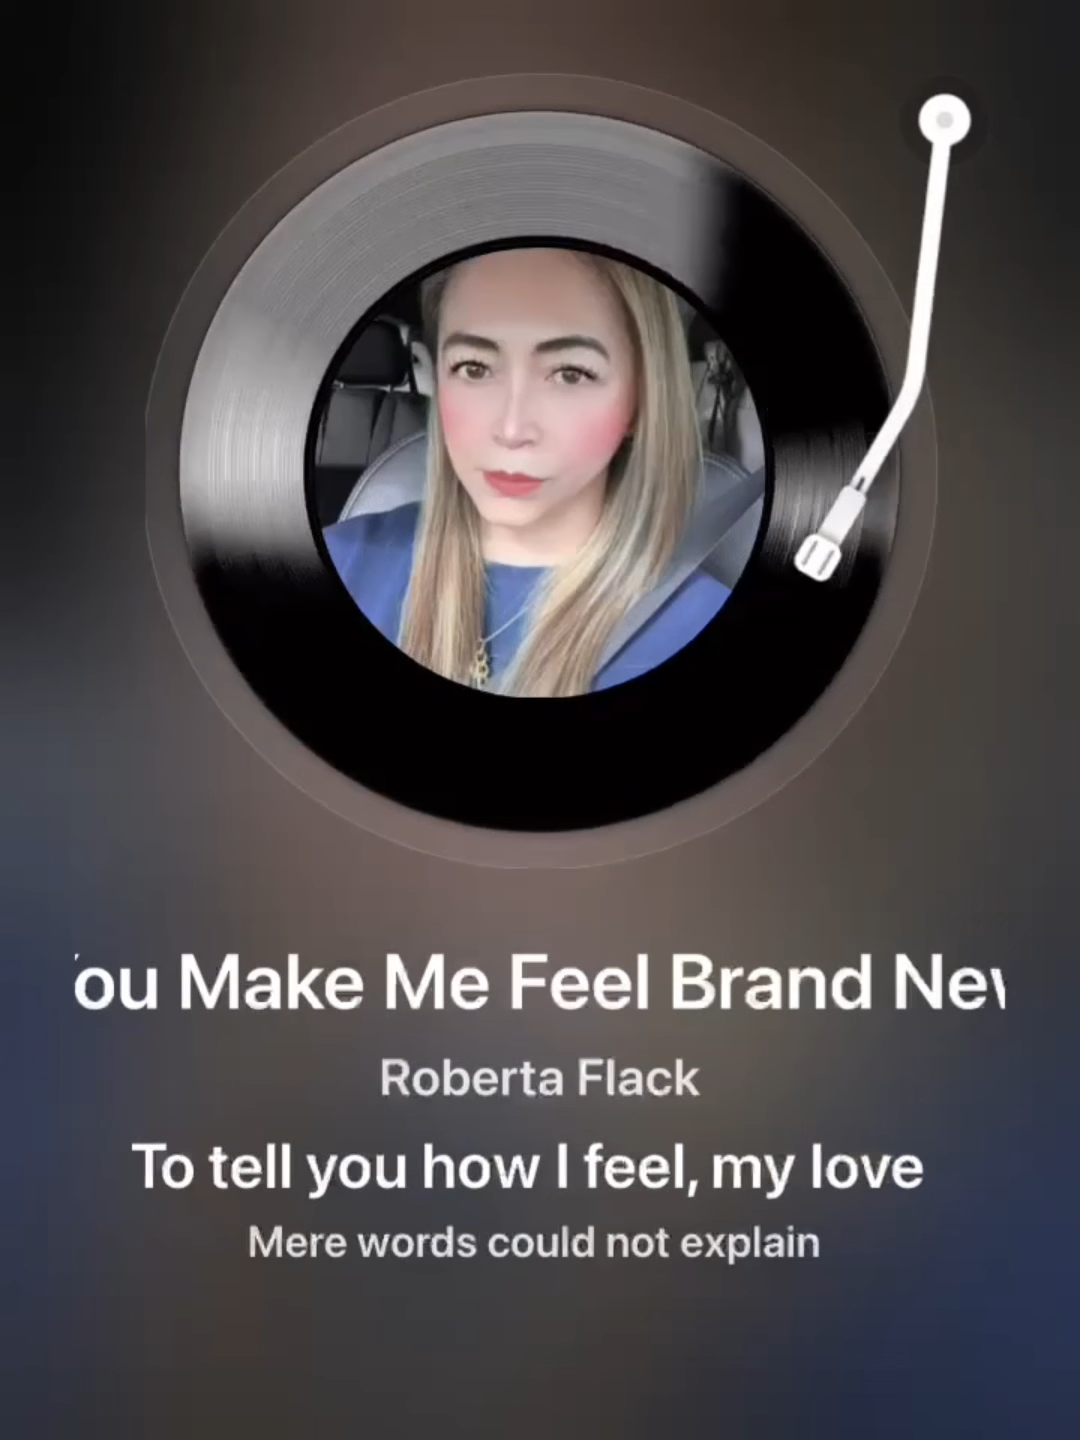 ou Make Me Feel Brand Nev
Roberta Flack
To tell you how I feel, my love
Mere words could not explain